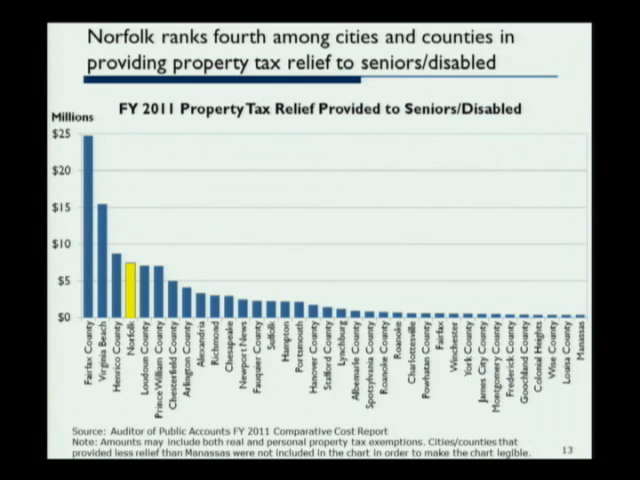 Norfolk ranks fourth among cities and counties in
providing property tax relief to seniors/disabled
FY 2011 Property Tax Relief Provided to Seniors/Disabled
Millions
$25
$20
$15
$10
$5
$0
Fairfax County
Virginia Beach
Henrico County
Norfolk
Loudoun County
Prince William County
Chesterfield County
Arlington County
Alexandria
Richmond
Chesapeake
Newport News
Fauquier County
Suffolk
Hampton
Portsmouth
Hanover County
Stafford County
Lynchburg
Albemarle County
Spotsylvania County
Roanoke County
Roanoke
Charlottesville
Powhatan County
Fairfax
Winchester
York County
James City County
Montgomery County
Frederick County
Goochland County
Colonial Heights
Wise County
Louisa County
Manassas
Source: Auditor of Public Accounts FY 2011 Comparative Cost Report
Note: Amounts may include both real and personal property tax exemptions. Cities/counties that
provided less relief than Manassas were not included in the chart in order to make the chart legible.
13